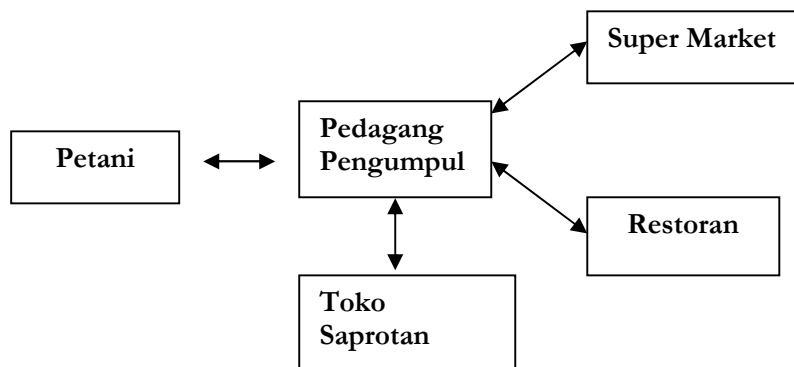 Super Market
Pedagang
Pengumpul
Petani
Restoran
Toko
Saprotan